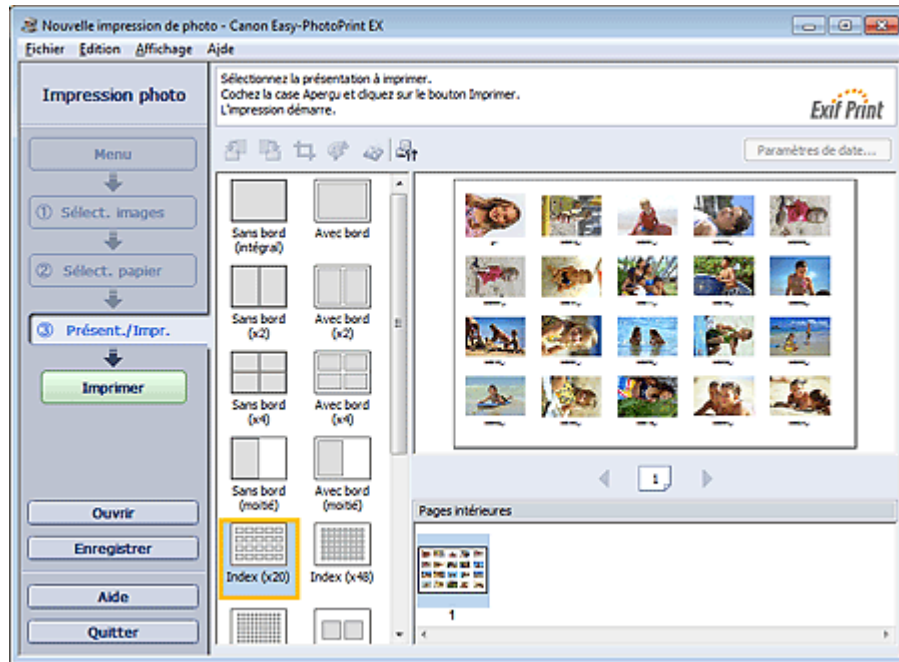 Nouvelle impression de photo - Canon Easy-PhotoPrint EX
Fichier Edition Affichage Ajde
Impression photo
Sélectionnez la présentation à imprimer.
Cochez la case Aperçu et cliquez sur le bouton Imprimer.
L'impression démarre.
Exif Print
Menu
Paramètres de date...
① Sélect. images
② Sélect. papier
③ Présent./Impr.
Imprimer
Ouvrir
Enregistrer
Aide
Quitter
Sans bord (intégral)
Avec bord
Sans bord (x2)
Avec bord (x2)
Sans bord (x4)
Avec bord (x4)
Sans bord (moitié)
Avec bord (moitié)
Index (x20)
Index (x48)
1
Pages intérieures
1